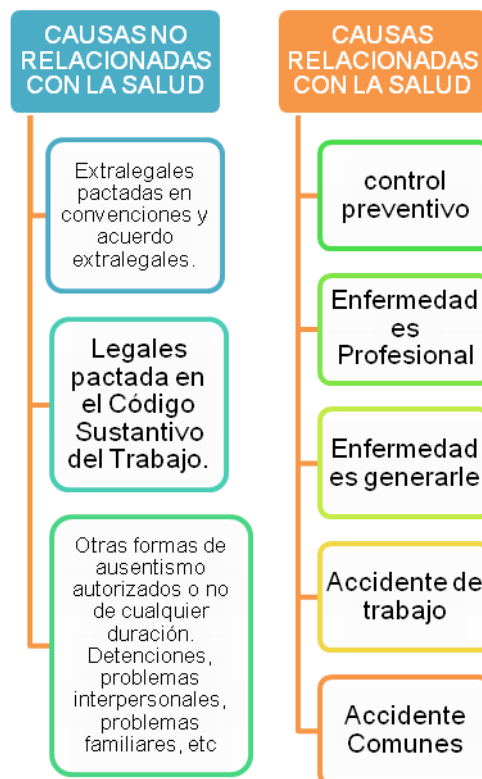 CAUSAS NO
RELACIONADAS
CON LA SALUD
Extralegales
pactadas en
convenciones y
acuerdo
extralegales.
Legales
pactada en
el Código
Sustantivo
del Trabajo.
Otras formas de
ausentismo
autorizados o no
de cualquier
duración.
Detenciones,
problemas
interpersonales,
problemas
familiares, etc
CAUSAS
RELACIONADAS
CON LA SALUD
control
preventivo
Enfermedad
es
Profesional
Enfermedad
es generarle
Accidente de
trabajo
Accidente
Comunes